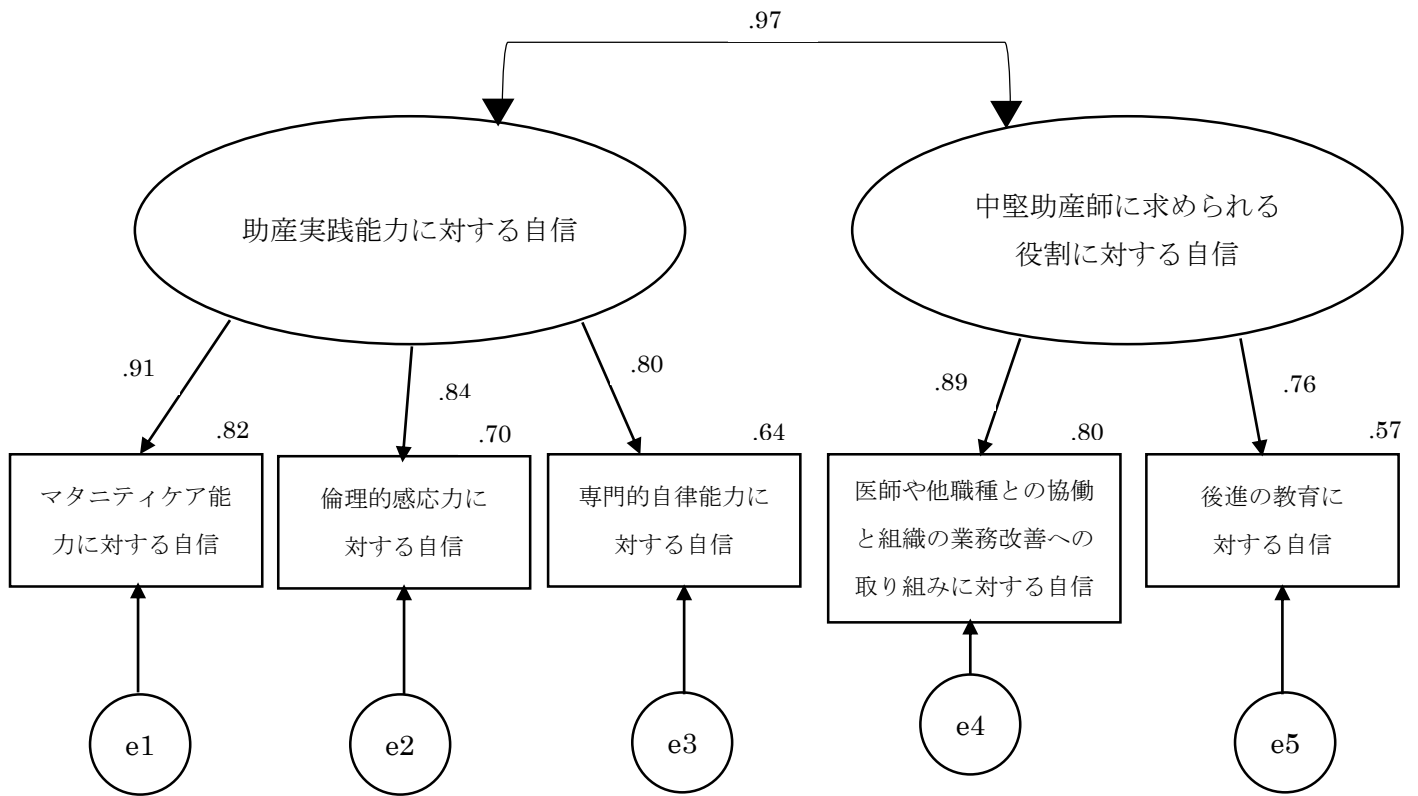 .97
助産実践能力に対する自信
中堅助産師に求められる
役割に対する自信
.91
.84
.80
.89
.76
.82
.70
.64
.80
.57
マタニティケア能
力に対する自信
倫理的感応力に
対する自信
専門的自律能力に
対する自信
医師や他職種との協働
と組織の業務改善への
取り組みに対する自信
後進の教育に
対する自信
e1
e2
e3
e4
e5